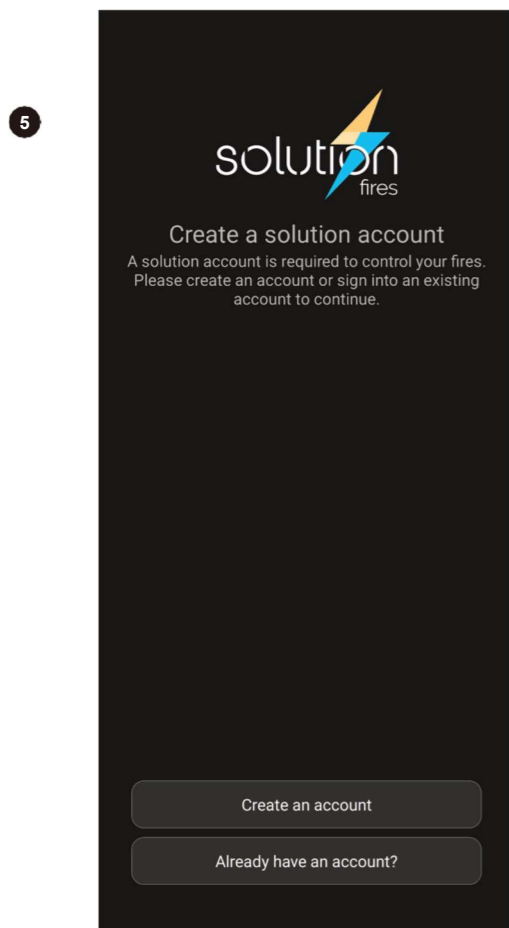 5
solution
fires
Create a solution account
A solution account is required to control your fires.
Please create an account or sign into an existing
account to continue.
Create an account
Already have an account?